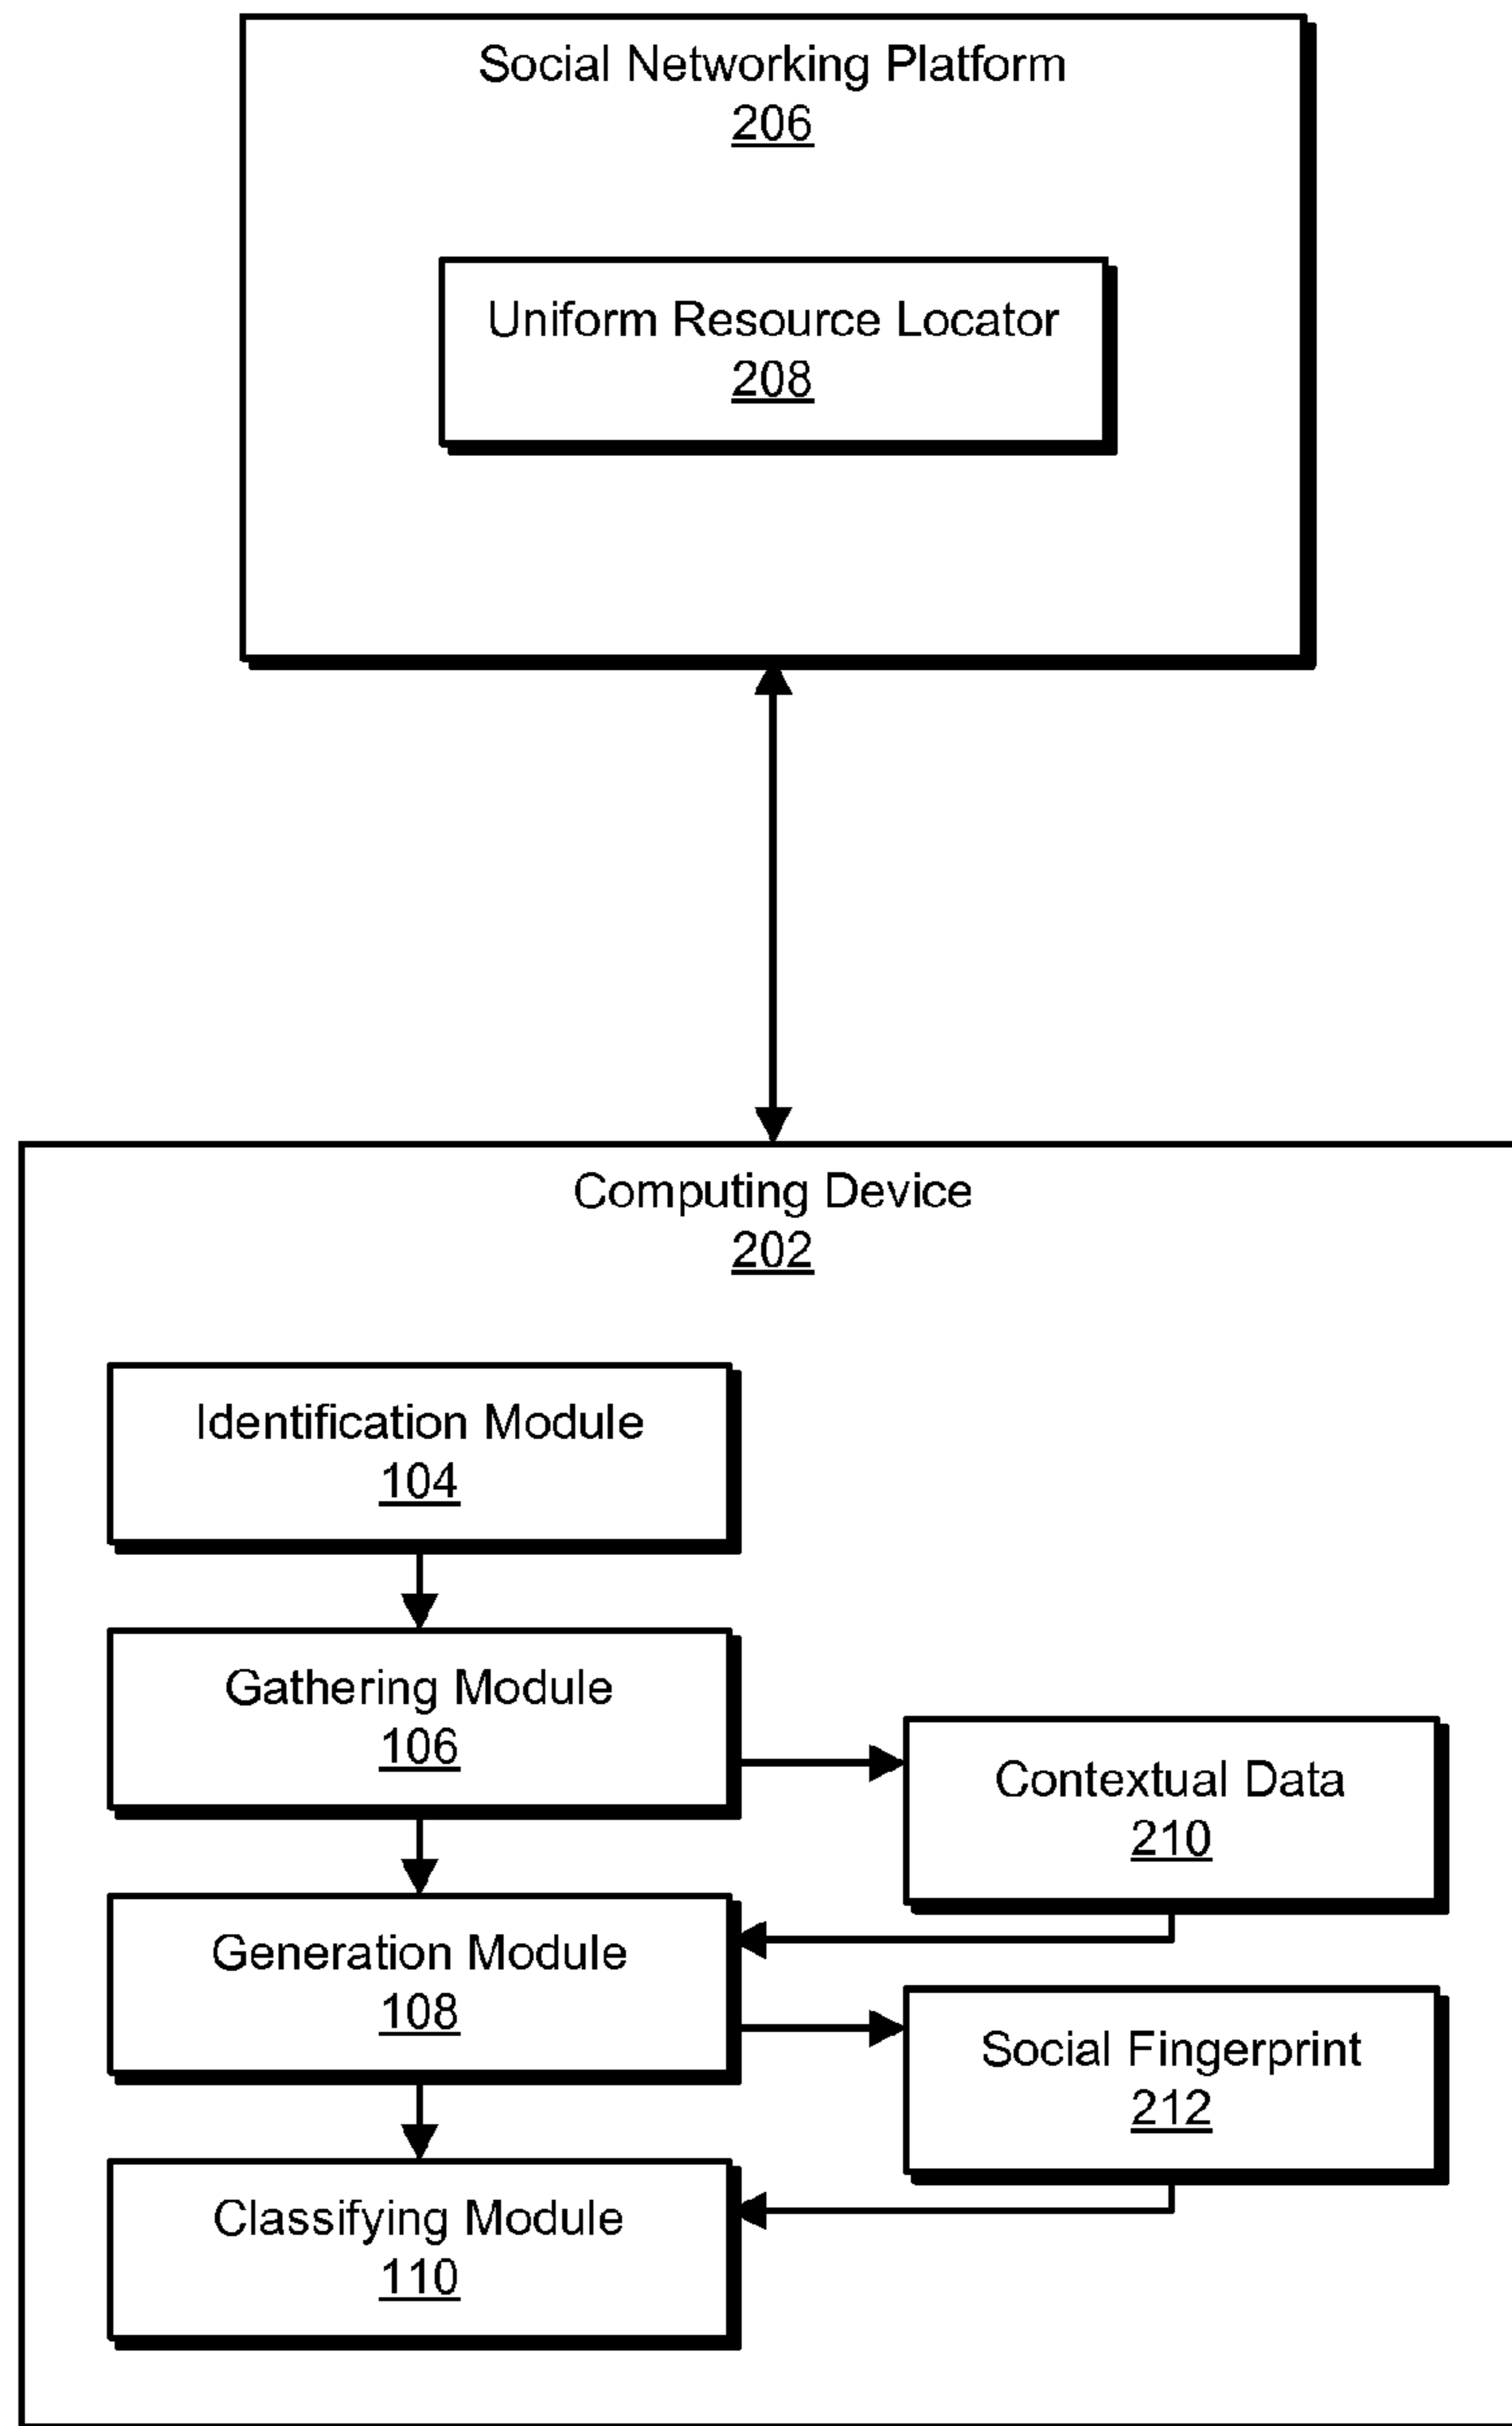 Social Networking Platform
206
Uniform Resource Locator
208
Computing Device
202
Identification Module
104
Gathering Module
106
Contextual Data
210
Generation Module
108
Social Fingerprint
212
Classifying Module
110